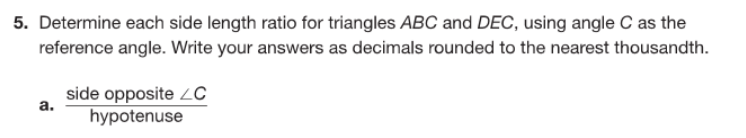 5. Determine each side length ratio for triangles ABC and DEC, using angle C as the
reference angle. Write your answers as decimals rounded to the nearest thousandth.
a. side opposite ∠C
hypotenuse